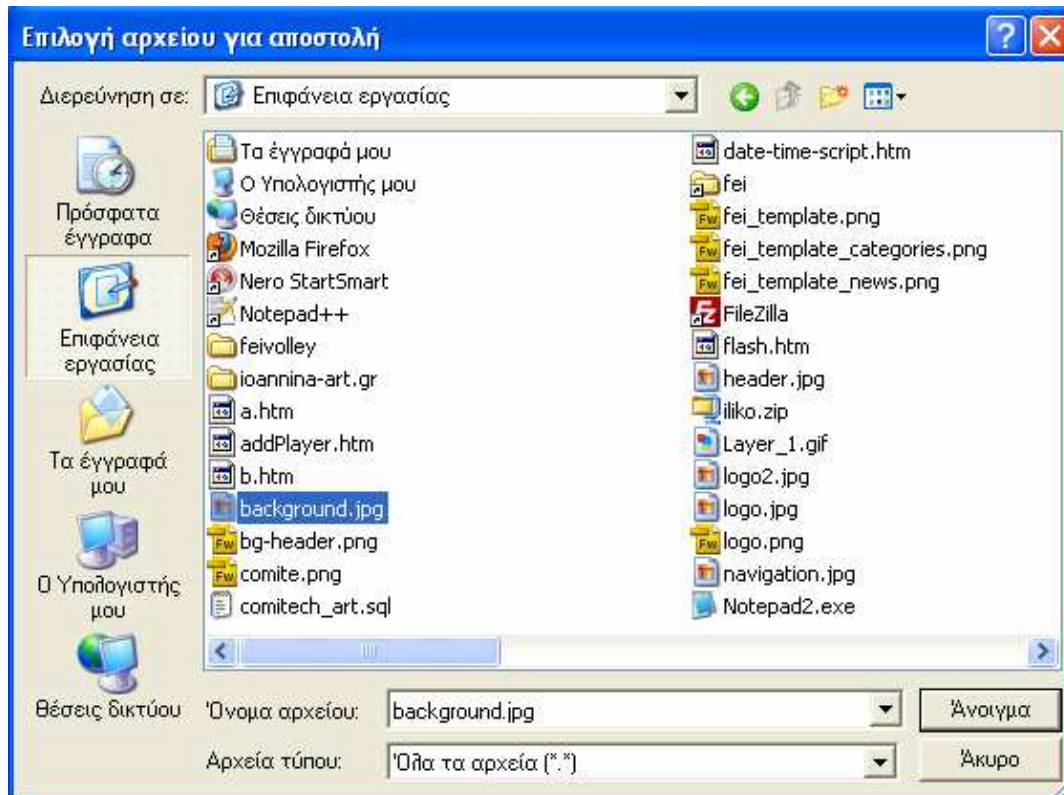 Επιλογή αρχείου για αποστολή
Διερεύνηση σε:
Επιφάνεια εργασίας
Πρόσφατα
έγγραφα
Επιφάνεια
εργασίας
Τα έγγραφά
μου
Ο Υπολογιστής
μου
Θέσεις δικτύου
Τα έγγραφά μου
Ο Υπολογιστής μου
Θέσεις δικτύου
Mozilla Firefox
Nero StartSmart
Notepad++
feivolley
ioannina-art.gr
a.htm
addPlayer.htm
b.htm
background.jpg
bg-header.png
comite.png
comitech_art.sql
date-time-script.htm
fei
fei_template.png
fei_template_categories.png
fei_template_news.png
FileZilla
flash.htm
header.jpg
iliko.zip
Layer_1.gif
logo2.jpg
logo.jpg
logo.png
navigation.jpg
Notepad2.exe
Όνομα αρχείου:
background.jpg
Άνοιγμα
Αρχεία τύπου:
Όλα τα αρχεία (*.*)
Άκυρο